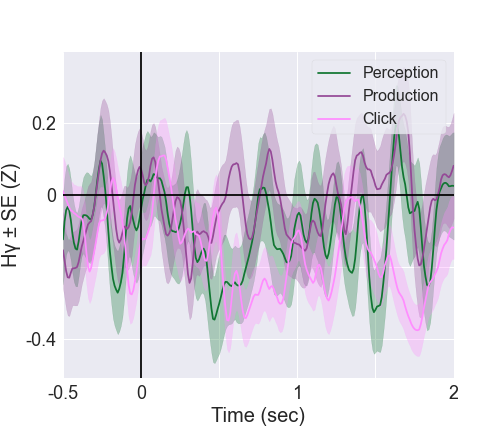 Perception
Production
Click
Hγ ± SE (Z)
0.2
0
-0.4
-0.5
0
1
2
Time (sec)